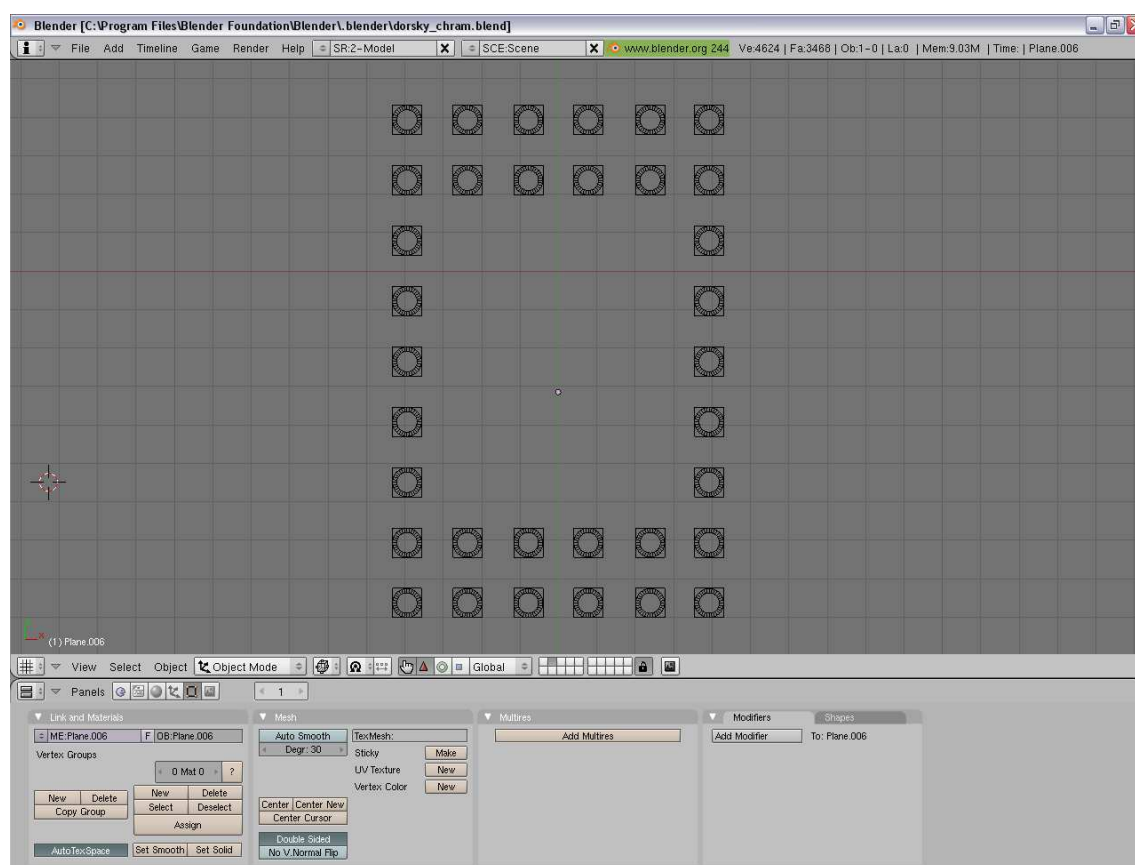 Blender [C:\Program Files\Blender Foundation\Blender\.blender\dorsky_chram.blend]
File Add Timeline Game Render Help SR:2-Model X SCE:Scene X www.blender.org 244 Ve:4624 | Fa:3468 | Ob:1-0 | La:0 | Mem:9.03M | Time: | Plane.006
x (1) Plane.006
View Select Object Object Mode Global
Panels 1
Link and Materials Mesh Multires Modifiers Shapes
ME:Plane.006 F OB:Plane.006 Auto Smooth TexMesh: Add Multires Add Modifier To: Plane.006
Degr: 30 Sticky Make
Vertex Groups
0 Mat 0 ? UV Texture New
Vertex Color New
New Delete New Delete
Copy Group Select Deselect Center Center New
Assign Center Cursor
Double Sided
AutoTexSpace Set Smooth Set Solid No V.Normal Flip